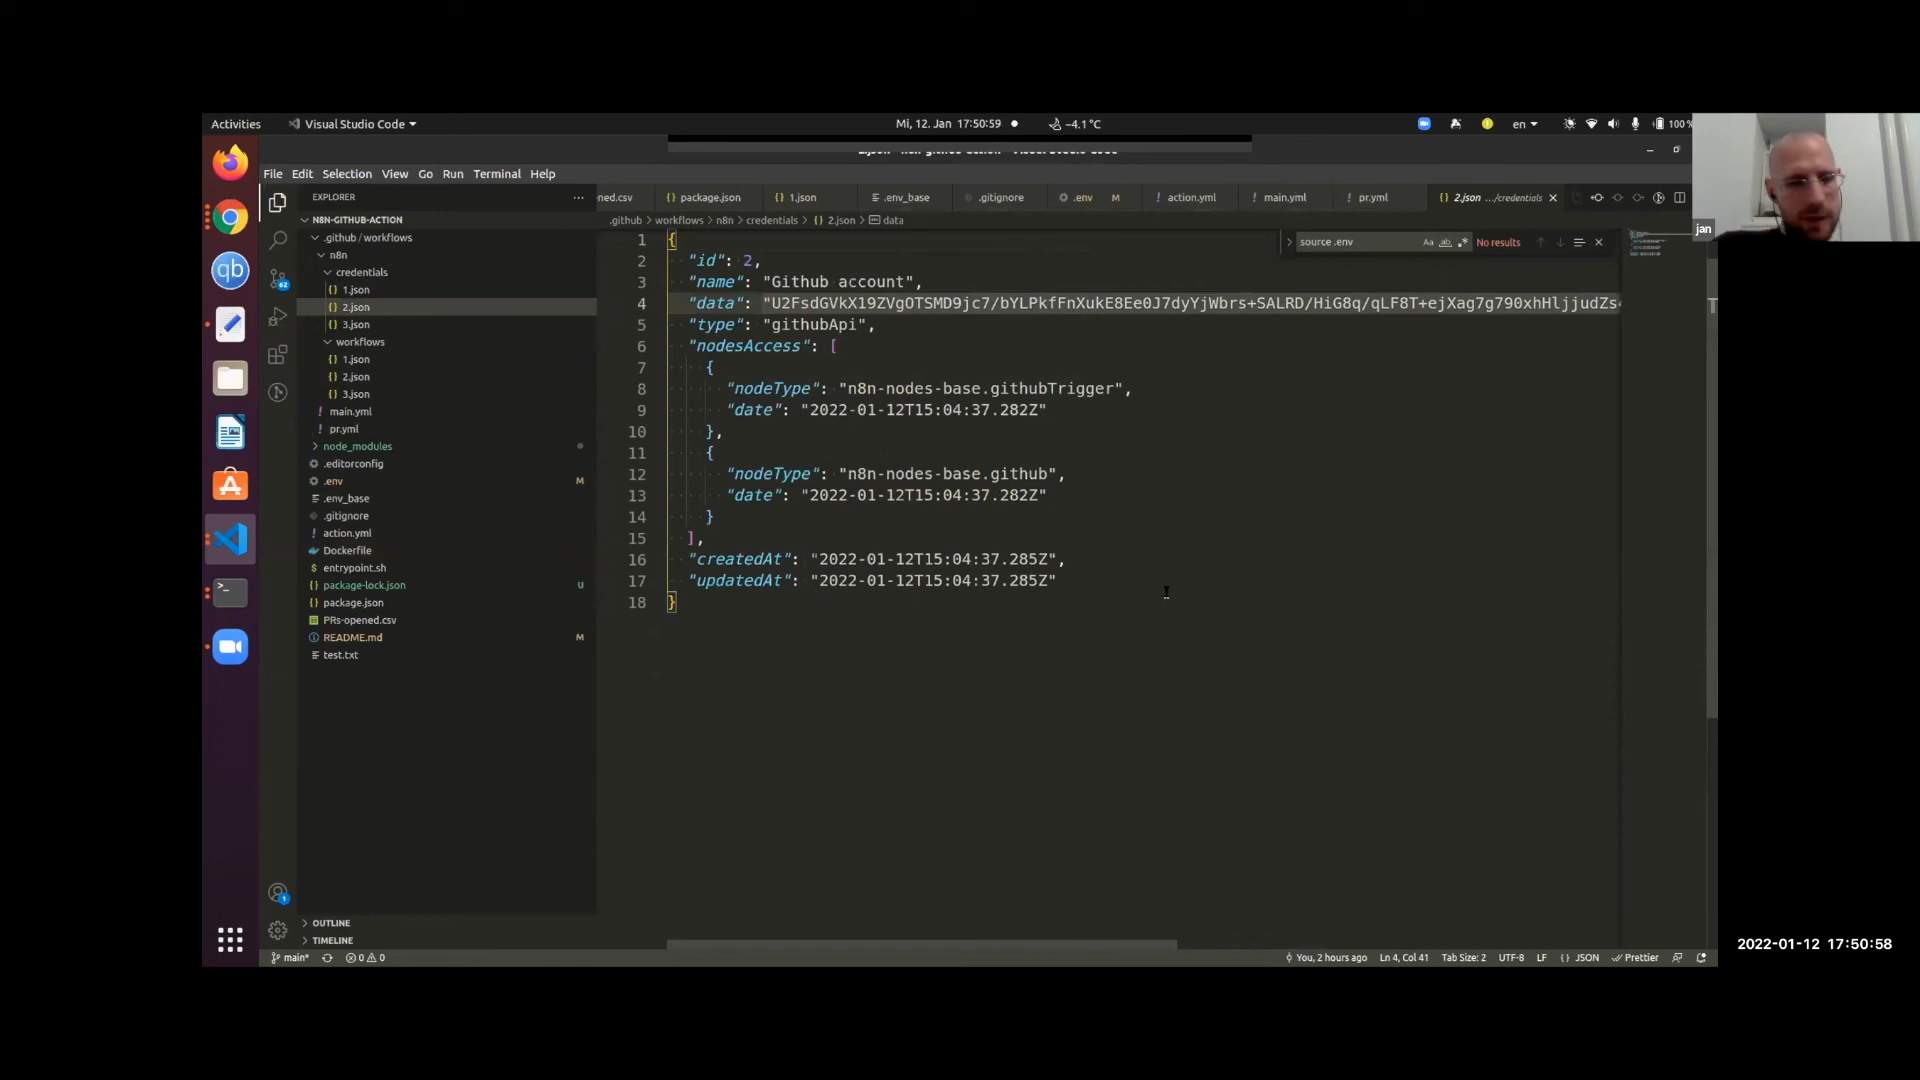 Activities
Visual Studio Code
Mi, 12. Jan 17:50:59
-4.1 °C
en
100 %
File Edit Selection View Go Run Terminal Help
jan
EXPLORER
ned.csv
package.json
1.json
.env_base
.gitignore
.env M
action.yml
main.yml
pr.yml
2.json .../credentials
N8N-GITHUB-ACTION
.github > workflows > n8n > credentials > 2.json > data
source .env
Aa
ab
No results
.github / workflows
n8n
credentials
1.json
2.json
3.json
workflows
1.json
2.json
3.json
main.yml
pr.yml
node_modules
.editorconfig
.env M
.env_base
.gitignore
action.yml
Dockerfile
entrypoint.sh
package-lock.json U
package.json
PRs-opened.csv
README.md M
test.txt
62
1
1 {
2 "id": 2,
3 "name": "Github account",
4 "data": "U2FsdGVkX19ZVgOTSMD9jc7/bYLPkfFnXukE8Ee0J7dyYjWbrs+SALRD/HiG8q/qLF8T+ejXag7g790xhHljjudZs
5 "type": "githubApi",
6 "nodesAccess": [
7 {
8 "nodeType": "n8n-nodes-base.githubTrigger",
9 "date": "2022-01-12T15:04:37.282Z"
10 },
11 {
12 "nodeType": "n8n-nodes-base.github",
13 "date": "2022-01-12T15:04:37.282Z"
14 }
15 ],
16 "createdAt": "2022-01-12T15:04:37.285Z",
17 "updatedAt": "2022-01-12T15:04:37.285Z"
18 }
OUTLINE
TIMELINE
main*
0 0
You, 2 hours ago
Ln 4, Col 41
Tab Size: 2
UTF-8
LF
{} JSON
Prettier
2022-01-12 17:50:58